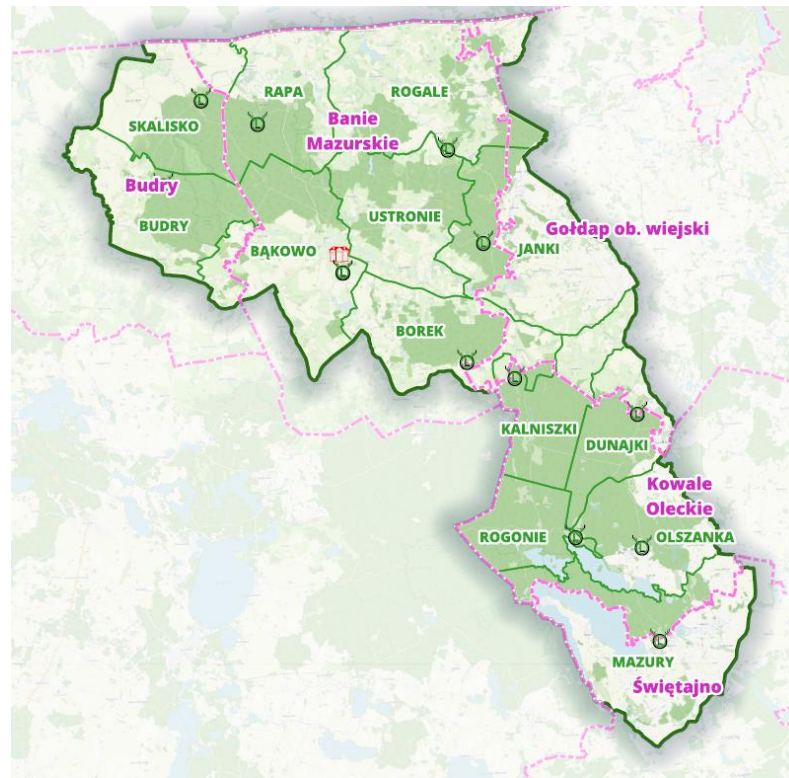 RAPA
ROGALE
L
SKALISKO
L
Banie
Mazurskie
L
Budry
BUDRY
USTRONIE
Gołdap ob. wiejski
BĄKOWO
L
JANKI
L
BOREK
L
L
L
KALNISZKI
DUNAJKI
Kowale
Oleckie
ROGONIE
L
L
OLSZANKA
L
MAZURY
Świętajno